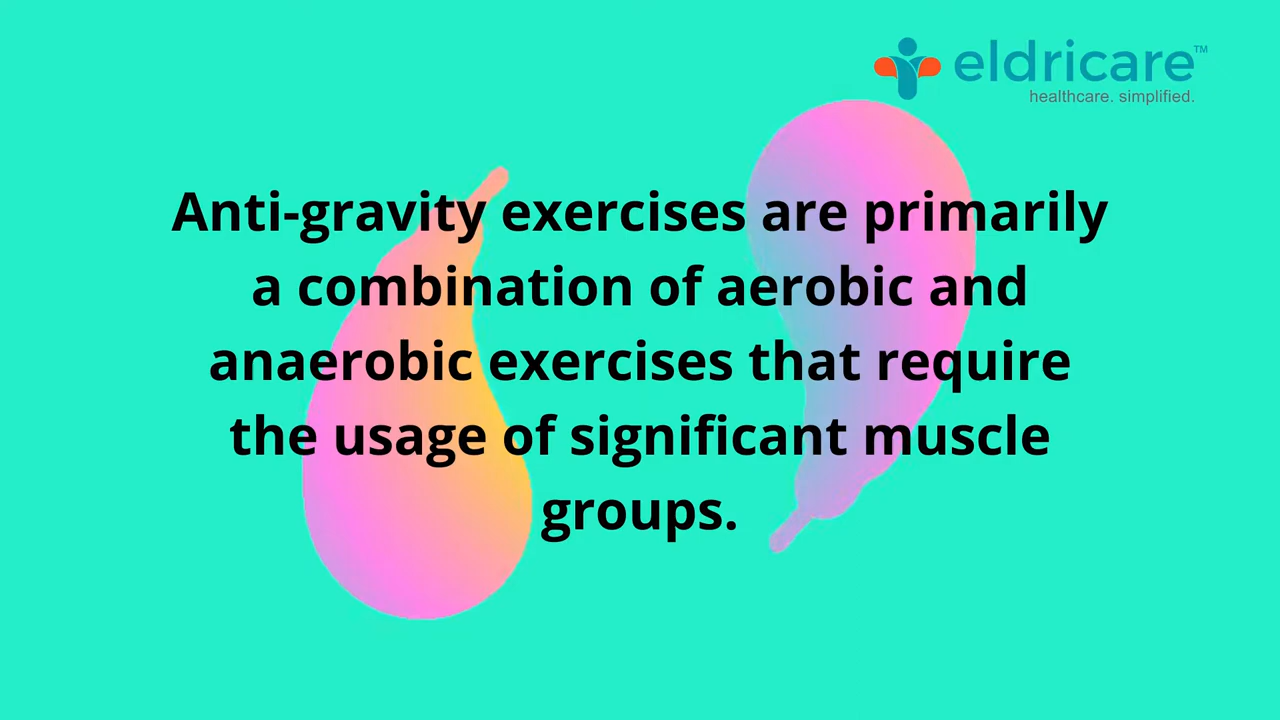 eldricare™
healthcare. simplified.
Anti-gravity exercises are primarily
a combination of aerobic and
anaerobic exercises that require
the usage of significant muscle
groups.